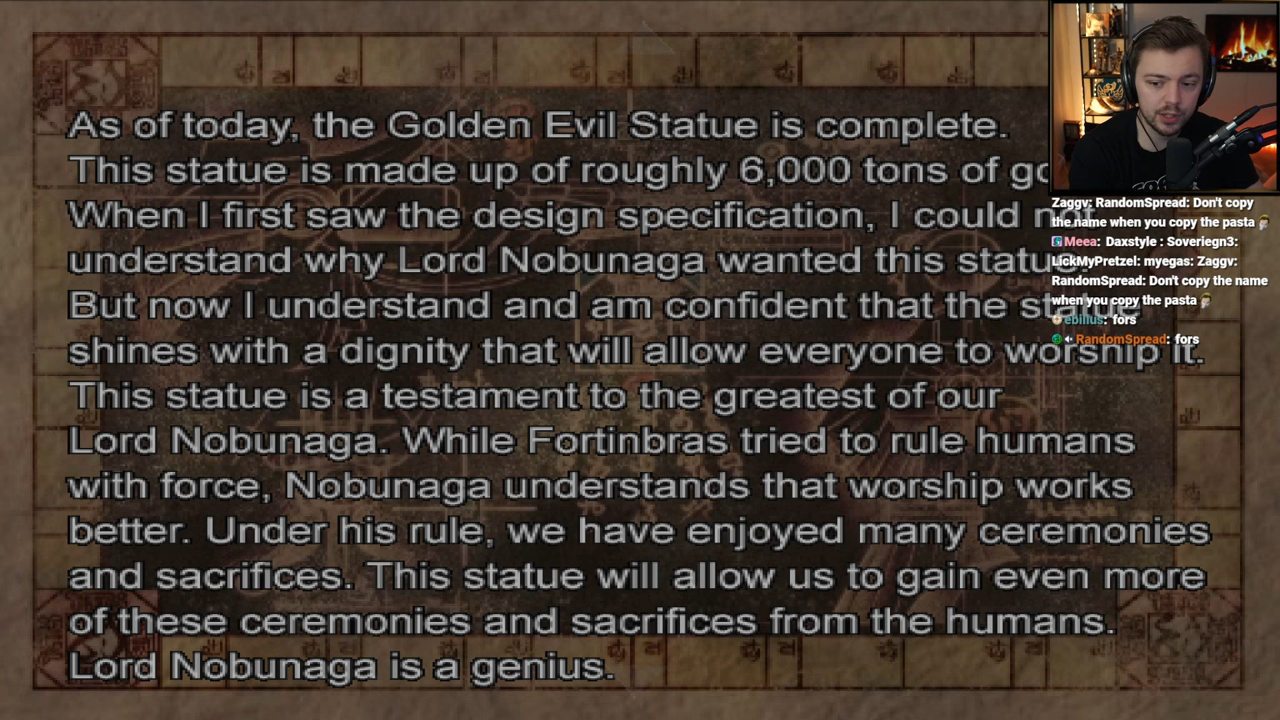 As of today, the Golden Evil Statue is complete.
This statue is made up of roughly 6,000 tons of
When I first saw the design specification, I could not
understand why Lord Nobunaga wanted this statue.
But now I understand and am confident that the statue
shines with a dignity that will allow everyone to worship it.
This statue is a testament to the greatest of our
Lord Nobunaga. While Fortinbras tried to rule humans
with force, Nobunaga understands that worship works
better. Under his rule, we have enjoyed many ceremonies
and sacrifices. This statue will allow us to gain even more
of these ceremonies and sacrifices from the humans.
Lord Nobunaga is a genius.
Zaggv: RandomSpread: Don't copy
the name when you copy the pasta
Meea: Daxstyle : Soveriegn3:
LickMyPretzel: myegas: Zaggv:
RandomSpread: Don't copy the name
when you copy the pasta
ebilius: fors
RandomSpread: fors